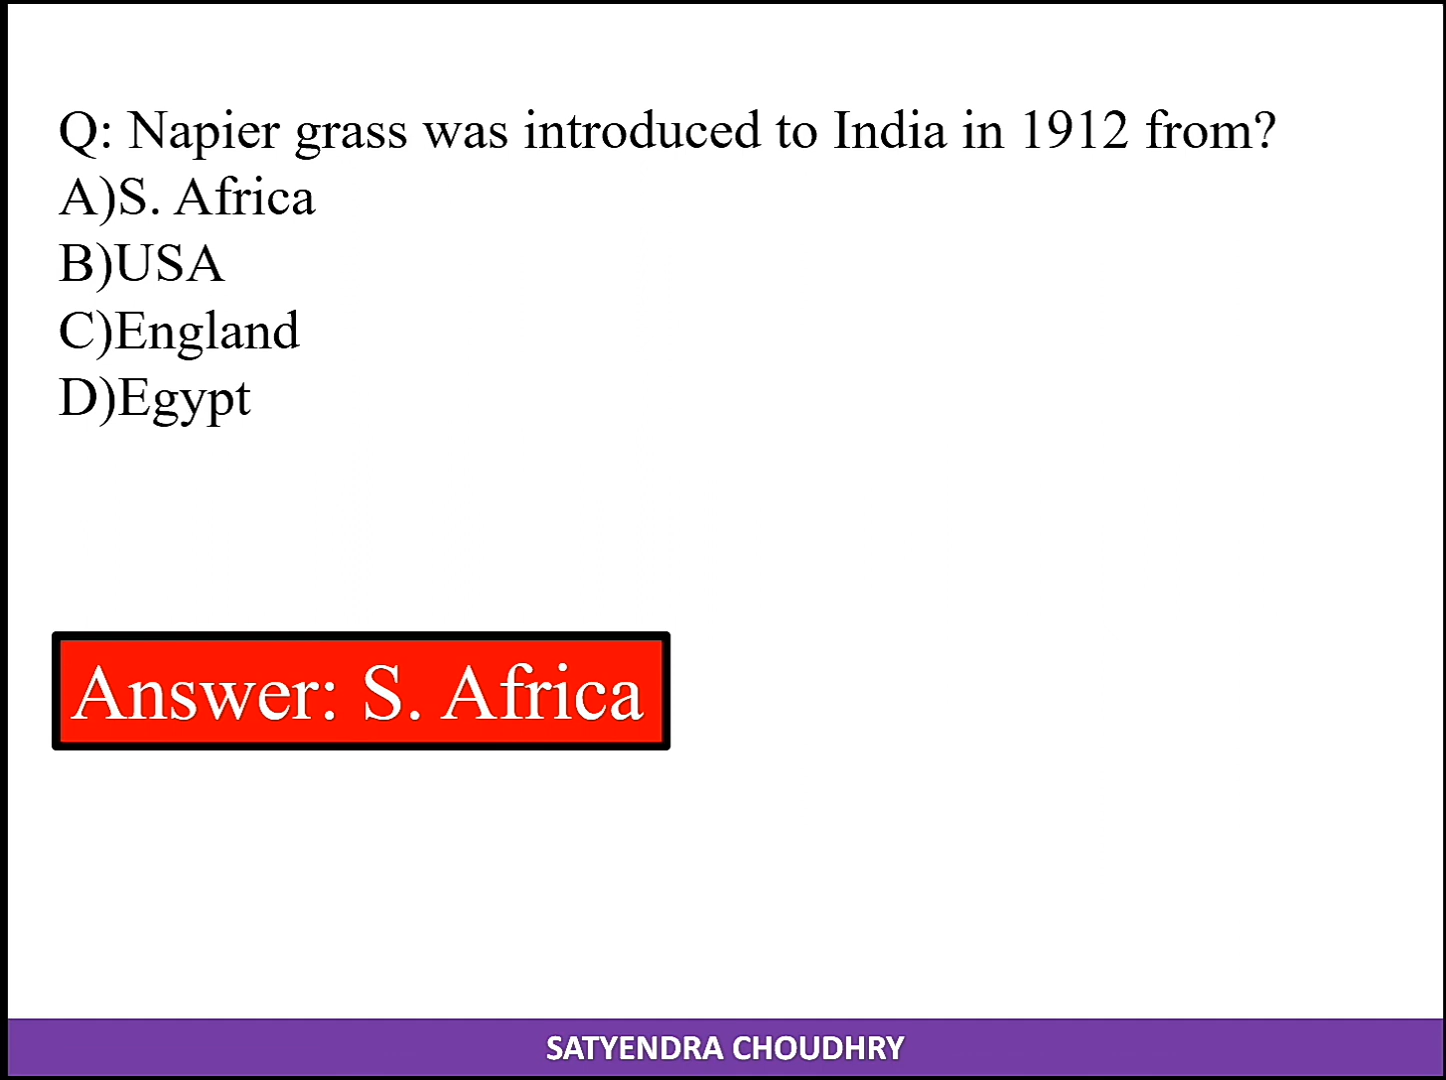 Q: Napier grass was introduced to India in 1912 from?
A)S. Africa
B)USA
C)England
D)Egypt
Answer: S. Africa
SATYENDRA CHOUDHRY